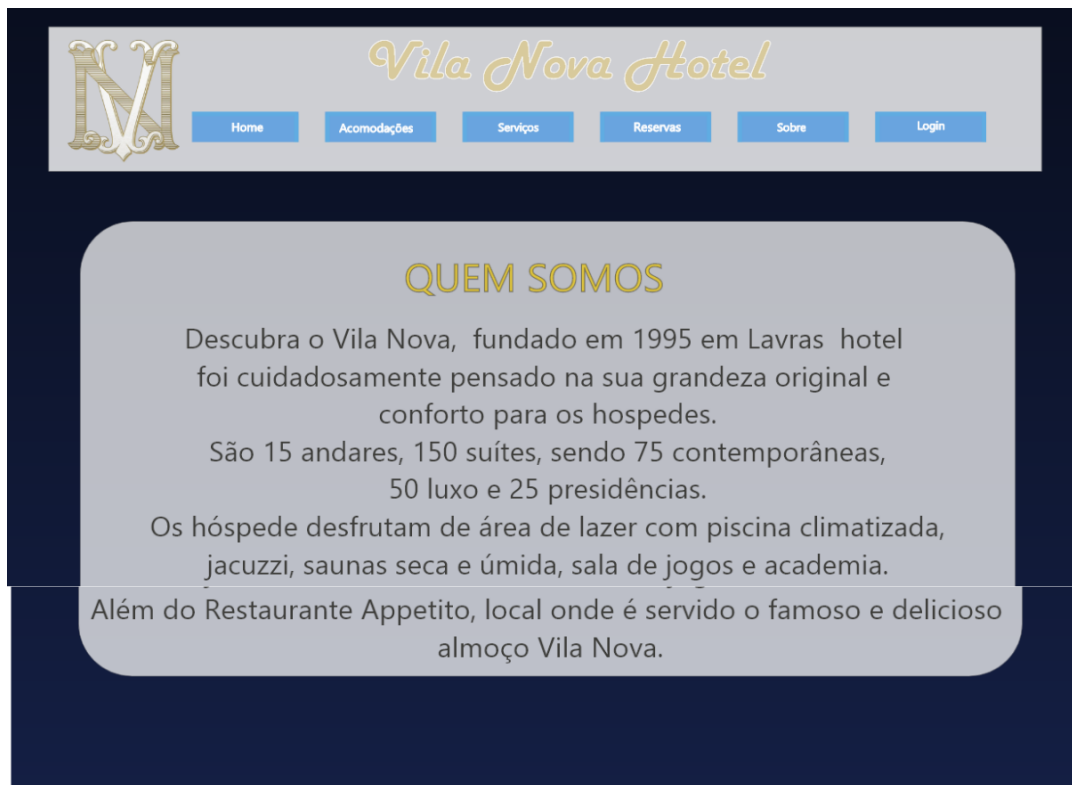 Vila Nova Hotel
Home Acomodações Serviços Reservas Sobre Login
QUEM SOMOS
Descubra o Vila Nova, fundado em 1995 em Lavras hotel
foi cuidadosamente pensado na sua grandeza original e
conforto para os hospedes.
São 15 andares, 150 suítes, sendo 75 contemporâneas,
50 luxo e 25 presidências.
Os hóspede desfrutam de área de lazer com piscina climatizada,
jacuzzi, saunas seca e úmida, sala de jogos e academia.
Além do Restaurante Appetito, local onde é servido o famoso e delicioso
almoço Vila Nova.